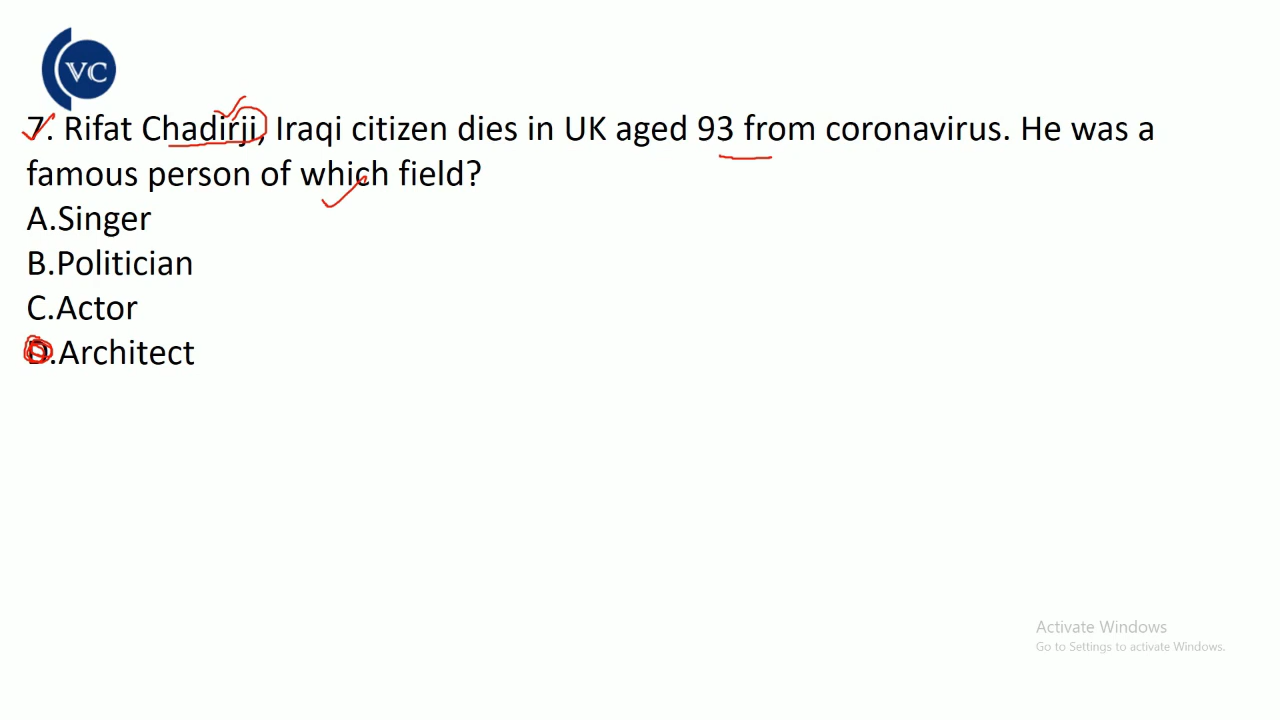 VC
7. Rifat Chadirji, Iraqi citizen dies in UK aged 93 from coronavirus. He was a
famous person of which field?
A.Singer
B.Politician
C.Actor
D.Architect
Activate Windows
Go to Settings to activate Windows.